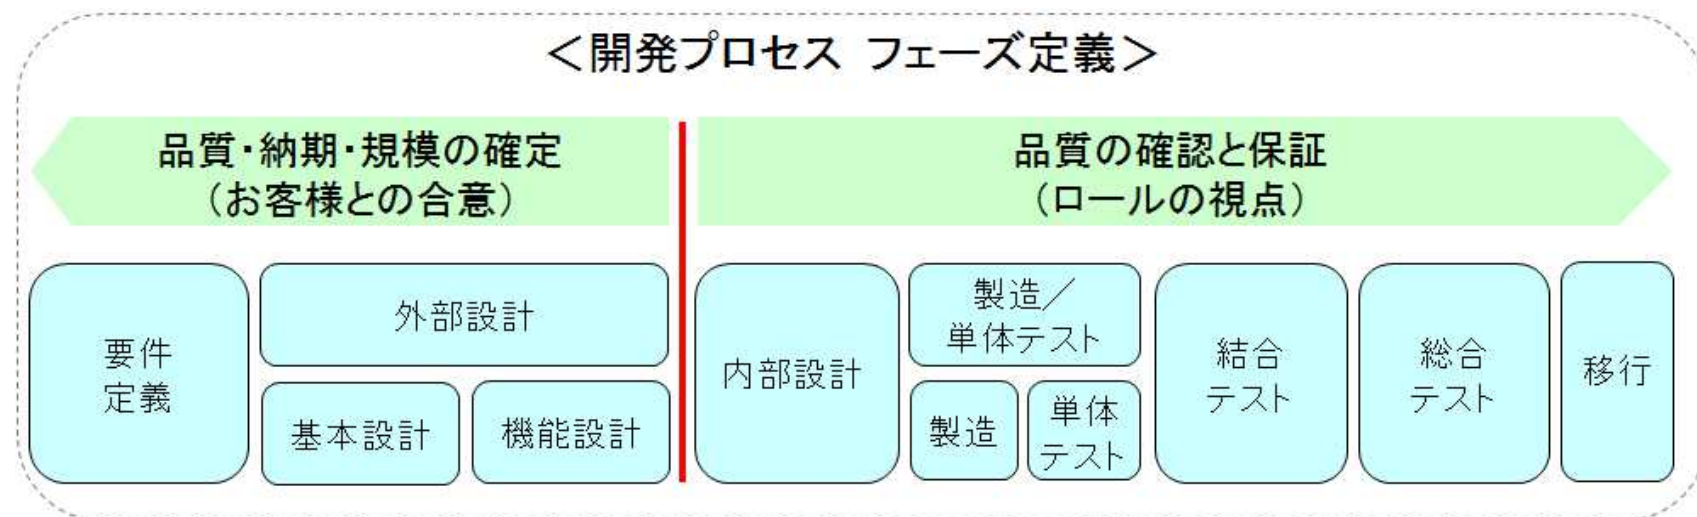 ＜開発プロセス フェーズ定義＞
品質・納期・規模の確定
（お客様との合意）
品質の確認と保証
（ロールの視点）
要件
定義
外部設計
基本設計
機能設計
内部設計
製造／
単体テスト
製造
単体
テスト
結合
テスト
総合
テスト
移行